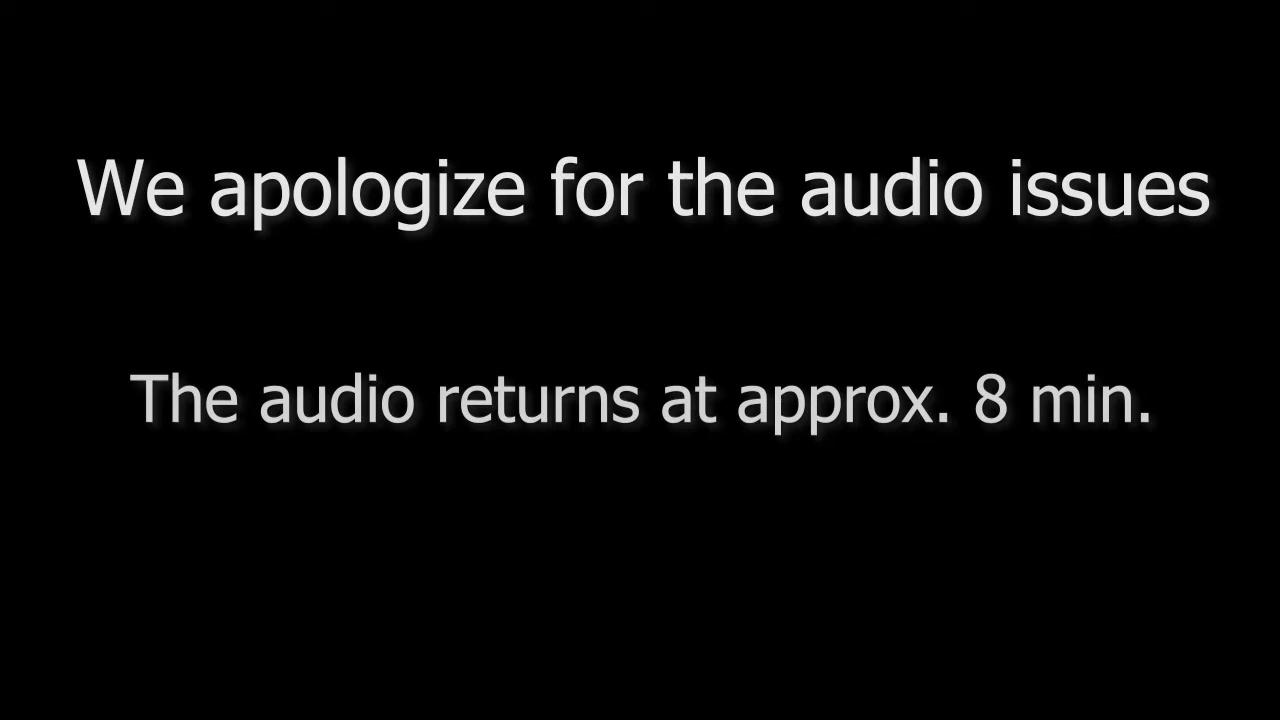 We apologize for the audio issues
The audio returns at approx. 8 min.